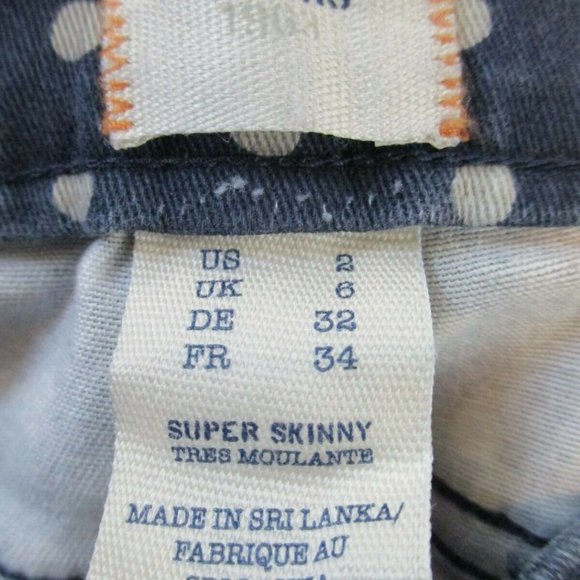 US 2
UK 6
DE 32
FR 34
SUPER SKINNY
TRES MOULANTE
MADE IN SRI LANKA/
FABRIQUE AU